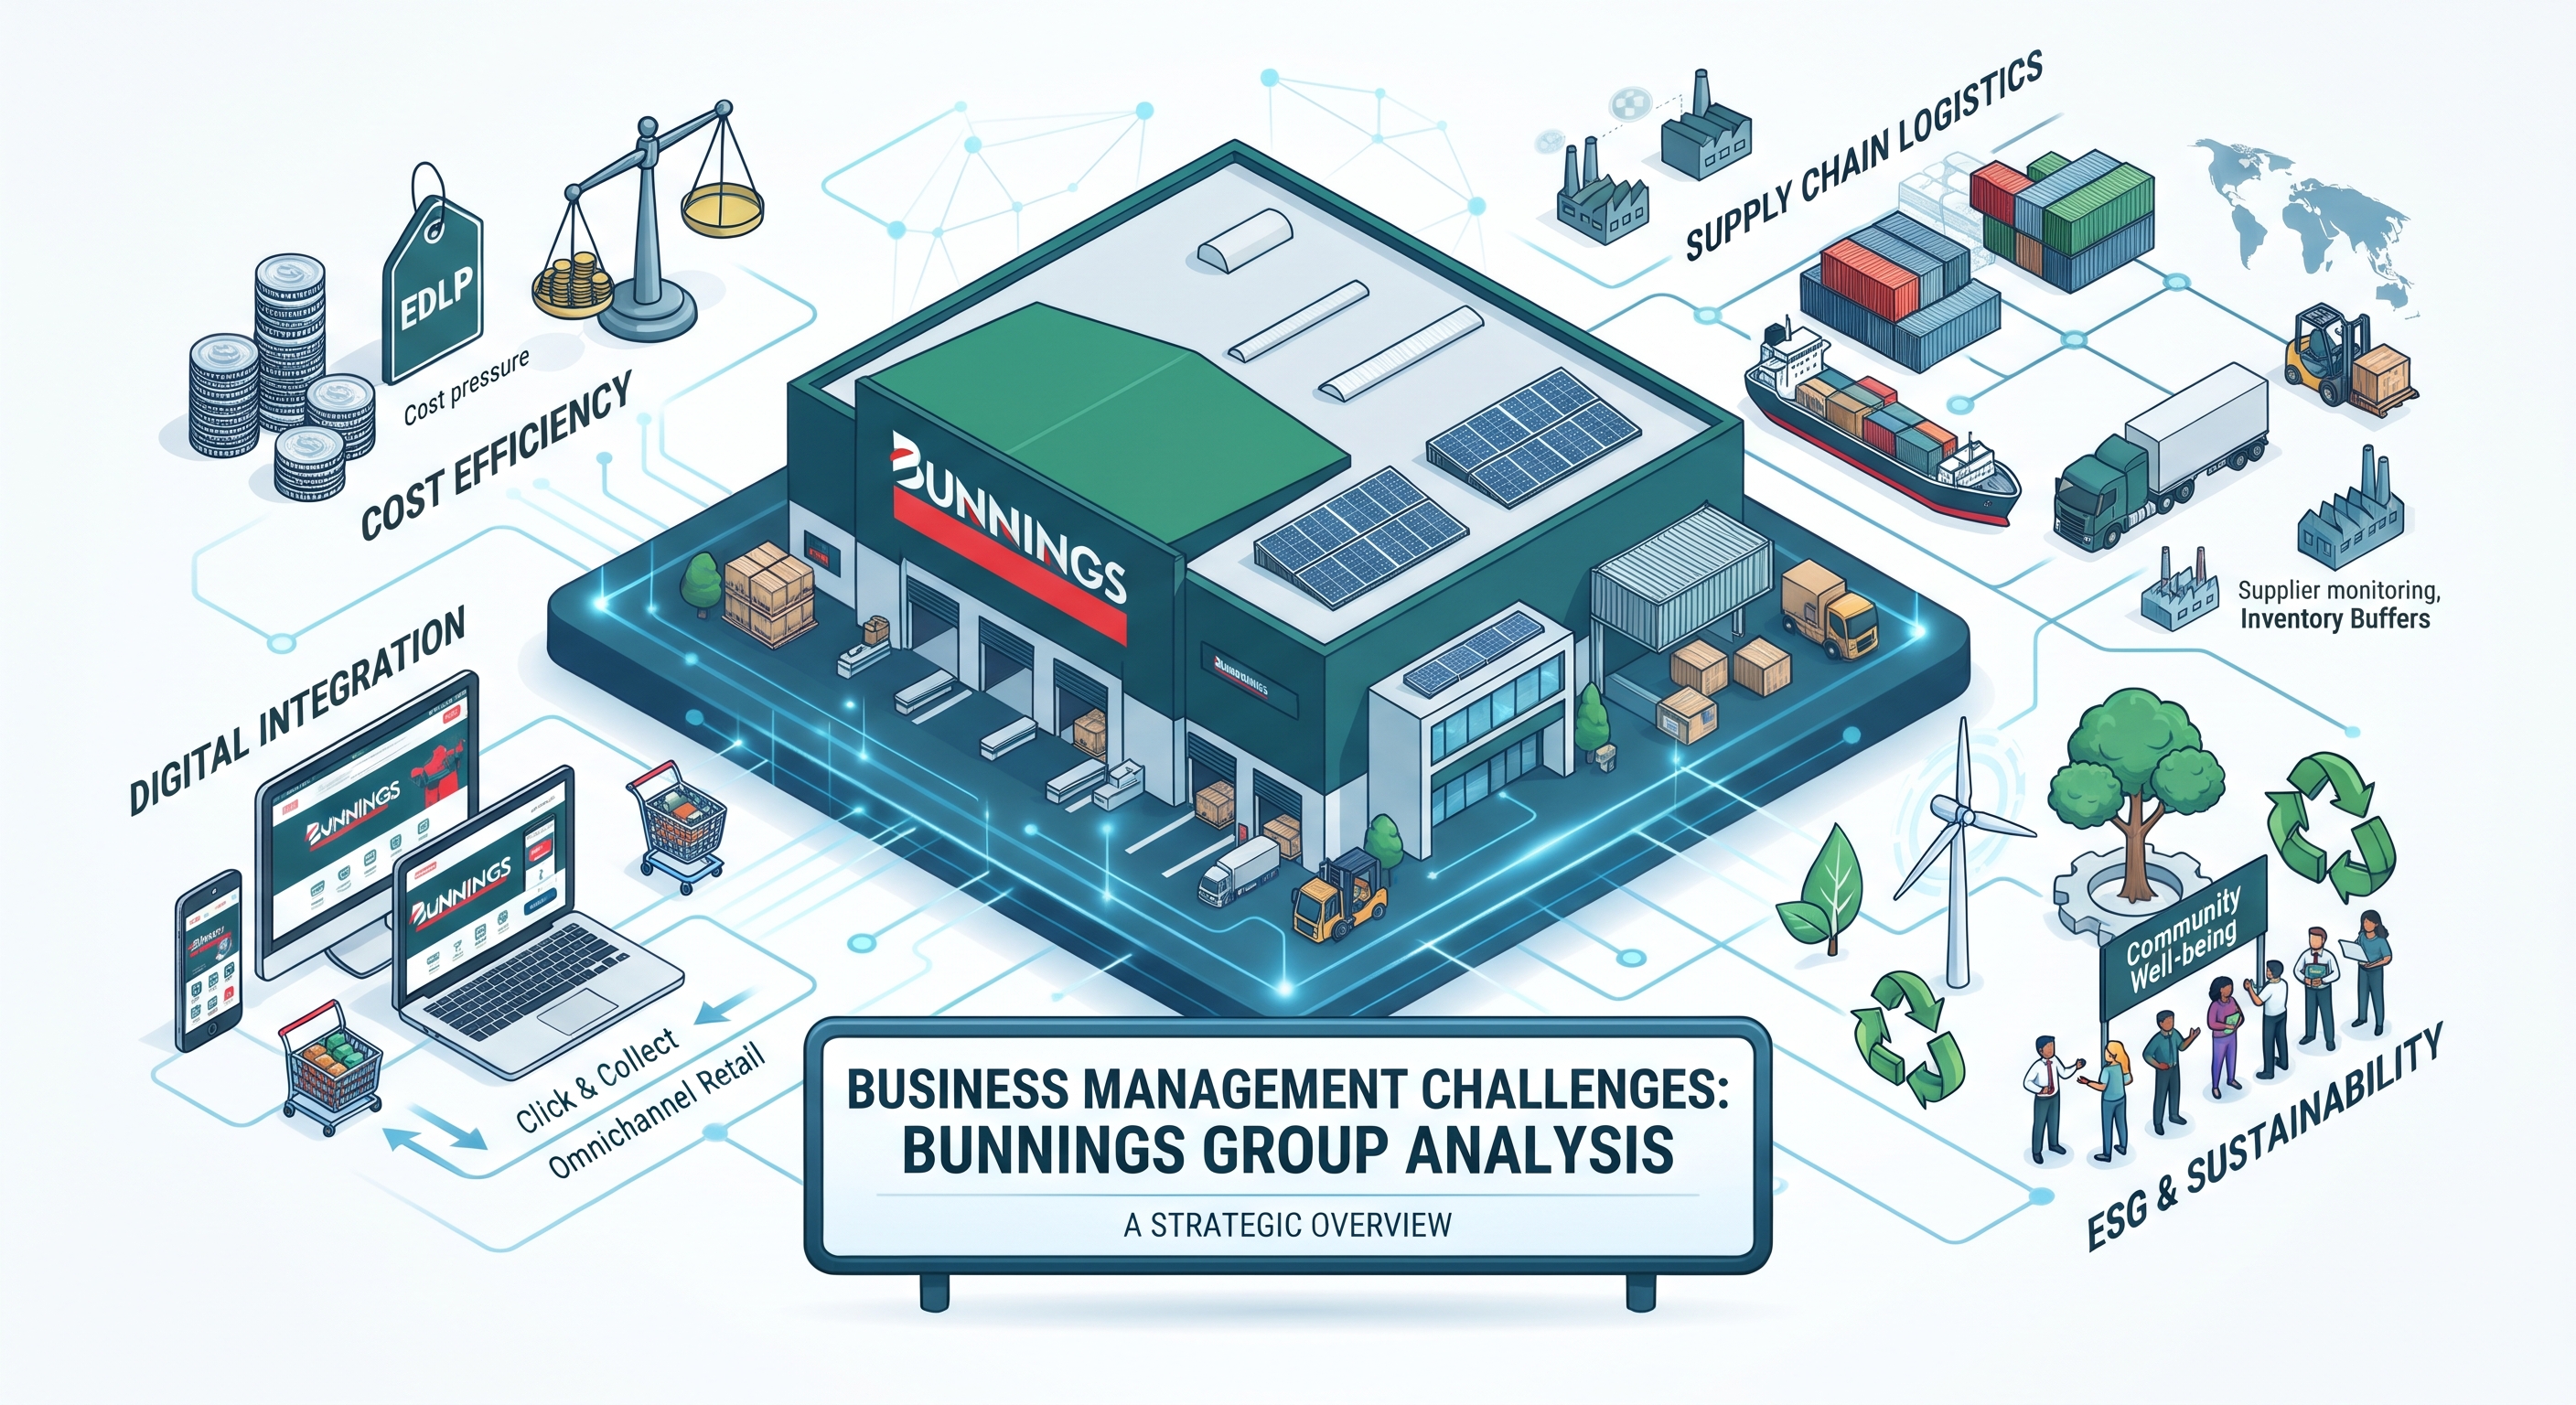 SUPPLY CHAIN LOGISTICS
EDLP
Cost pressure
COST EFFICIENCY
BUNNINGS
Supplier monitoring,
Inventory Buffers
DIGITAL INTEGRATION
BUNNINGS
BUNNINGS
Click & Collect
Omnichannel Retail
Community
Well-being
ESG & SUSTAINABILITY
BUSINESS MANAGEMENT CHALLENGES:
BUNNINGS GROUP ANALYSIS
A STRATEGIC OVERVIEW